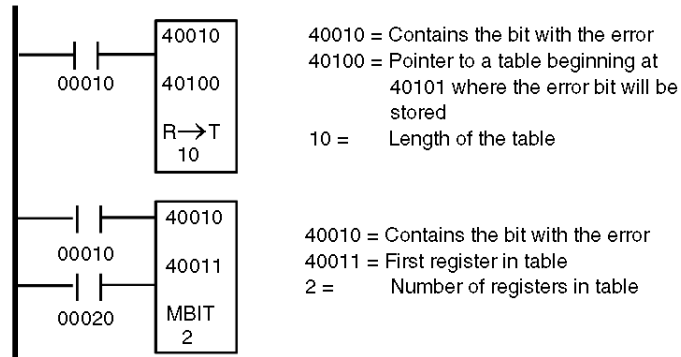 40010
00010
40100
R→T
10
40010 = Contains the bit with the error
40100 = Pointer to a table beginning at
40101 where the error bit will be
stored
10 = Length of the table
40010
00010
40011
00020
MBIT
2
40010 = Contains the bit with the error
40011 = First register in table
2 = Number of registers in table